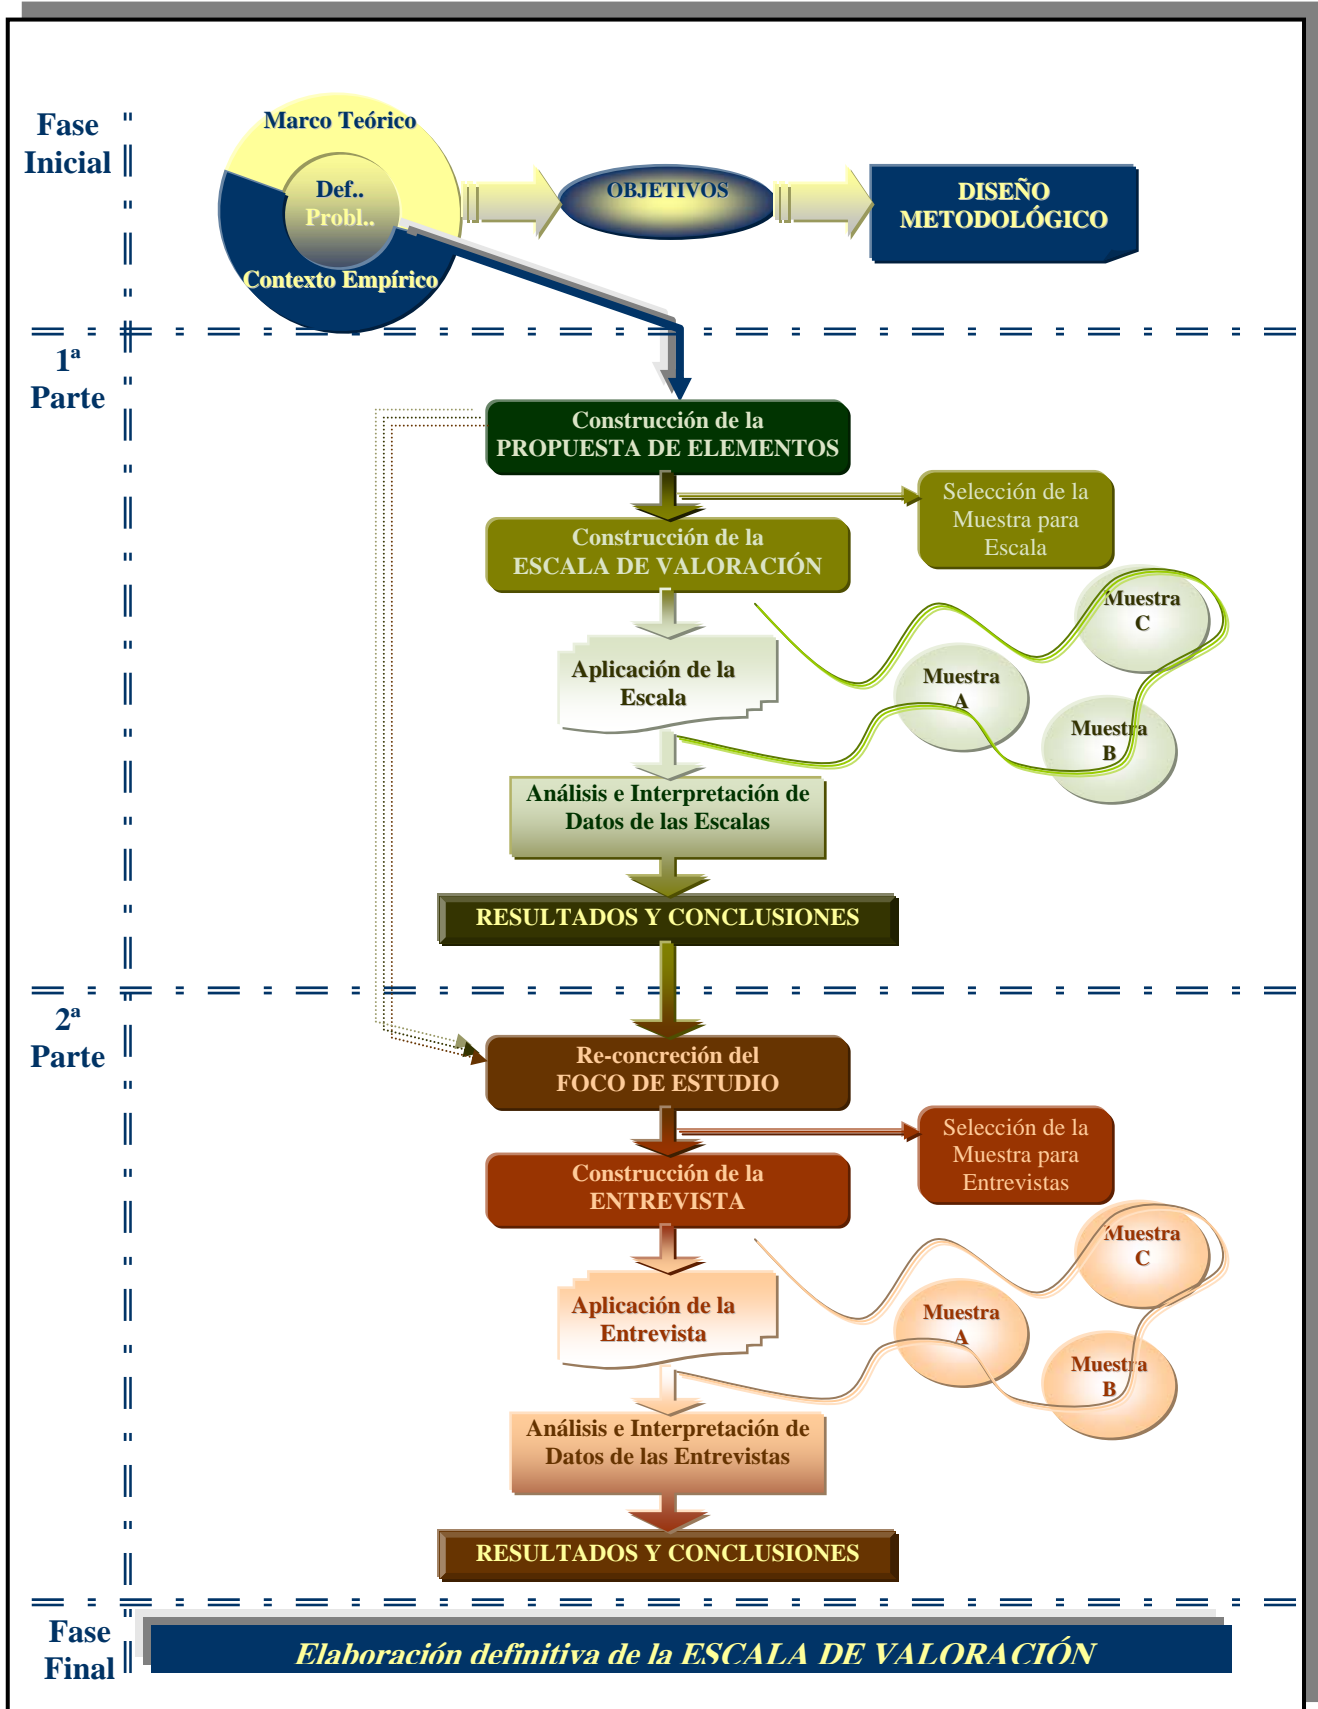 Fase
Inicial
Marco Teórico
Def..
Probl..
Contexto Empírico
OBJETIVOS
DISEÑO
METODOLÓGICO
1ª
Parte
Construcción de la
PROPUESTA DE ELEMENTOS
Selección de la
Muestra para
Escala
Construcción de la
ESCALA DE VALORACIÓN
Muestra
C
Aplicación de la
Escala
Muestra
A
Muestra
B
Análisis e Interpretación de
Datos de las Escalas
RESULTADOS Y CONCLUSIONES
2ª
Parte
Re-concreción del
FOCO DE ESTUDIO
Selección de la
Muestra para
Entrevistas
Construcción de la
ENTREVISTA
Muestra
C
Aplicación de la
Entrevista
Muestra
A
Muestra
B
Análisis e Interpretación de
Datos de las Entrevistas
RESULTADOS Y CONCLUSIONES
Fase
Final
Elaboración definitiva de la ESCALA DE VALORACIÓN